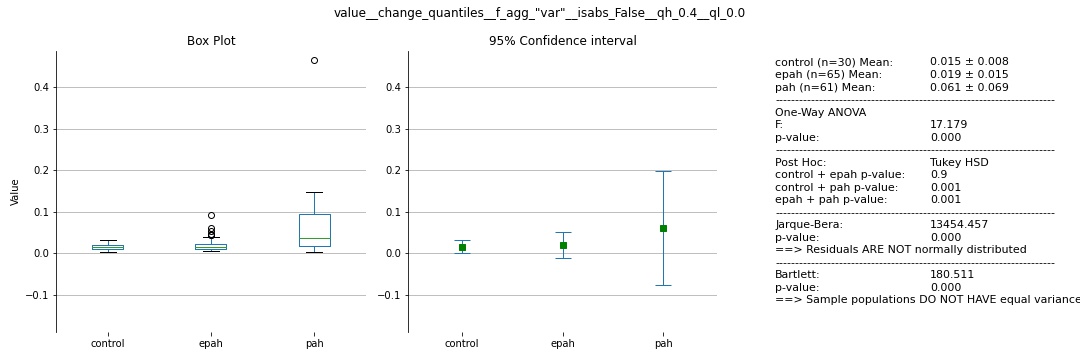 value__change_quantiles__f_agg_"var"__isabs_False__qh_0.4__ql_0.0
Box Plot
Value
0.4
0.3
0.2
0.1
0.0
−0.1
control epah pah
95% Confidence interval
0.4
0.3
0.2
0.1
0.0
−0.1
control epah pah
control (n=30) Mean: 0.015 ± 0.008
epah (n=65) Mean: 0.019 ± 0.015
pah (n=61) Mean: 0.061 ± 0.069
One-Way ANOVA
F: 17.179
p-value: 0.000
Post Hoc: Tukey HSD
control + epah p-value: 0.9
control + pah p-value: 0.001
epah + pah p-value: 0.001
Jarque-Bera: 13454.457
p-value: 0.000
==> Residuals ARE NOT normally distributed
Bartlett: 180.511
p-value: 0.000
==> Sample populations DO NOT HAVE equal variance